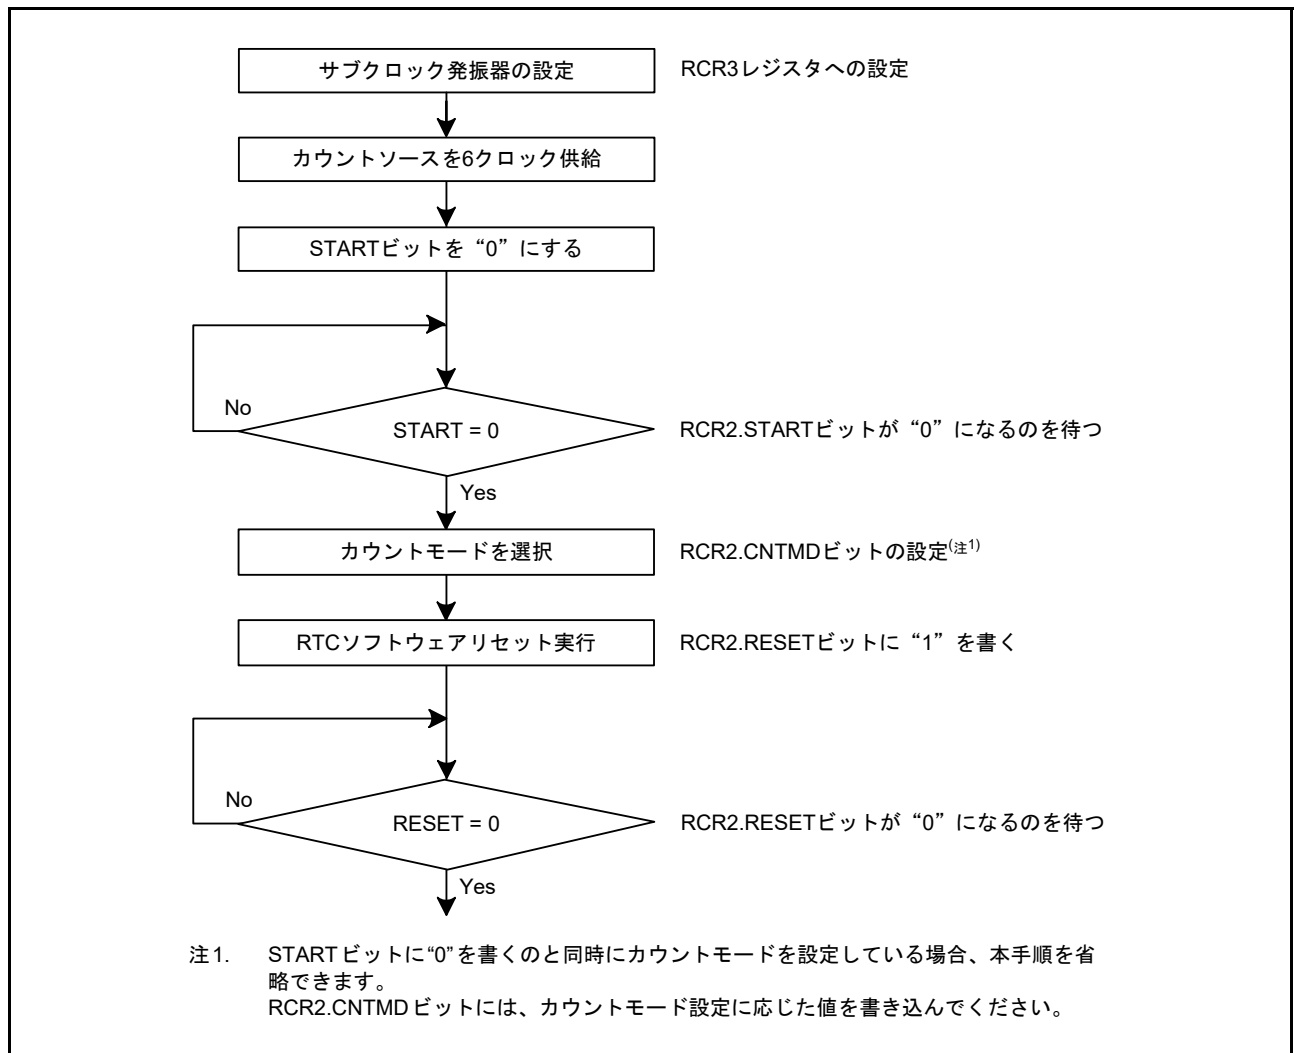 サブクロック発振器の設定 RCR3レジスタへの設定
カウントソースを6クロック供給
STARTビットを“0”にする
No
START = 0 RCR2.STARTビットが“0”になるのを待つ
Yes
カウントモードを選択 RCR2.CNTMDビットの設定(注1)
RTCソフトウェアリセット実行 RCR2.RESETビットに“1”を書く
No
RESET = 0 RCR2.RESETビットが“0”になるのを待つ
Yes
注1. STARTビットに“0”を書くのと同時にカウントモードを設定している場合、本手順を省
略できます。
RCR2.CNTMDビットには、カウントモード設定に応じた値を書き込んでください。